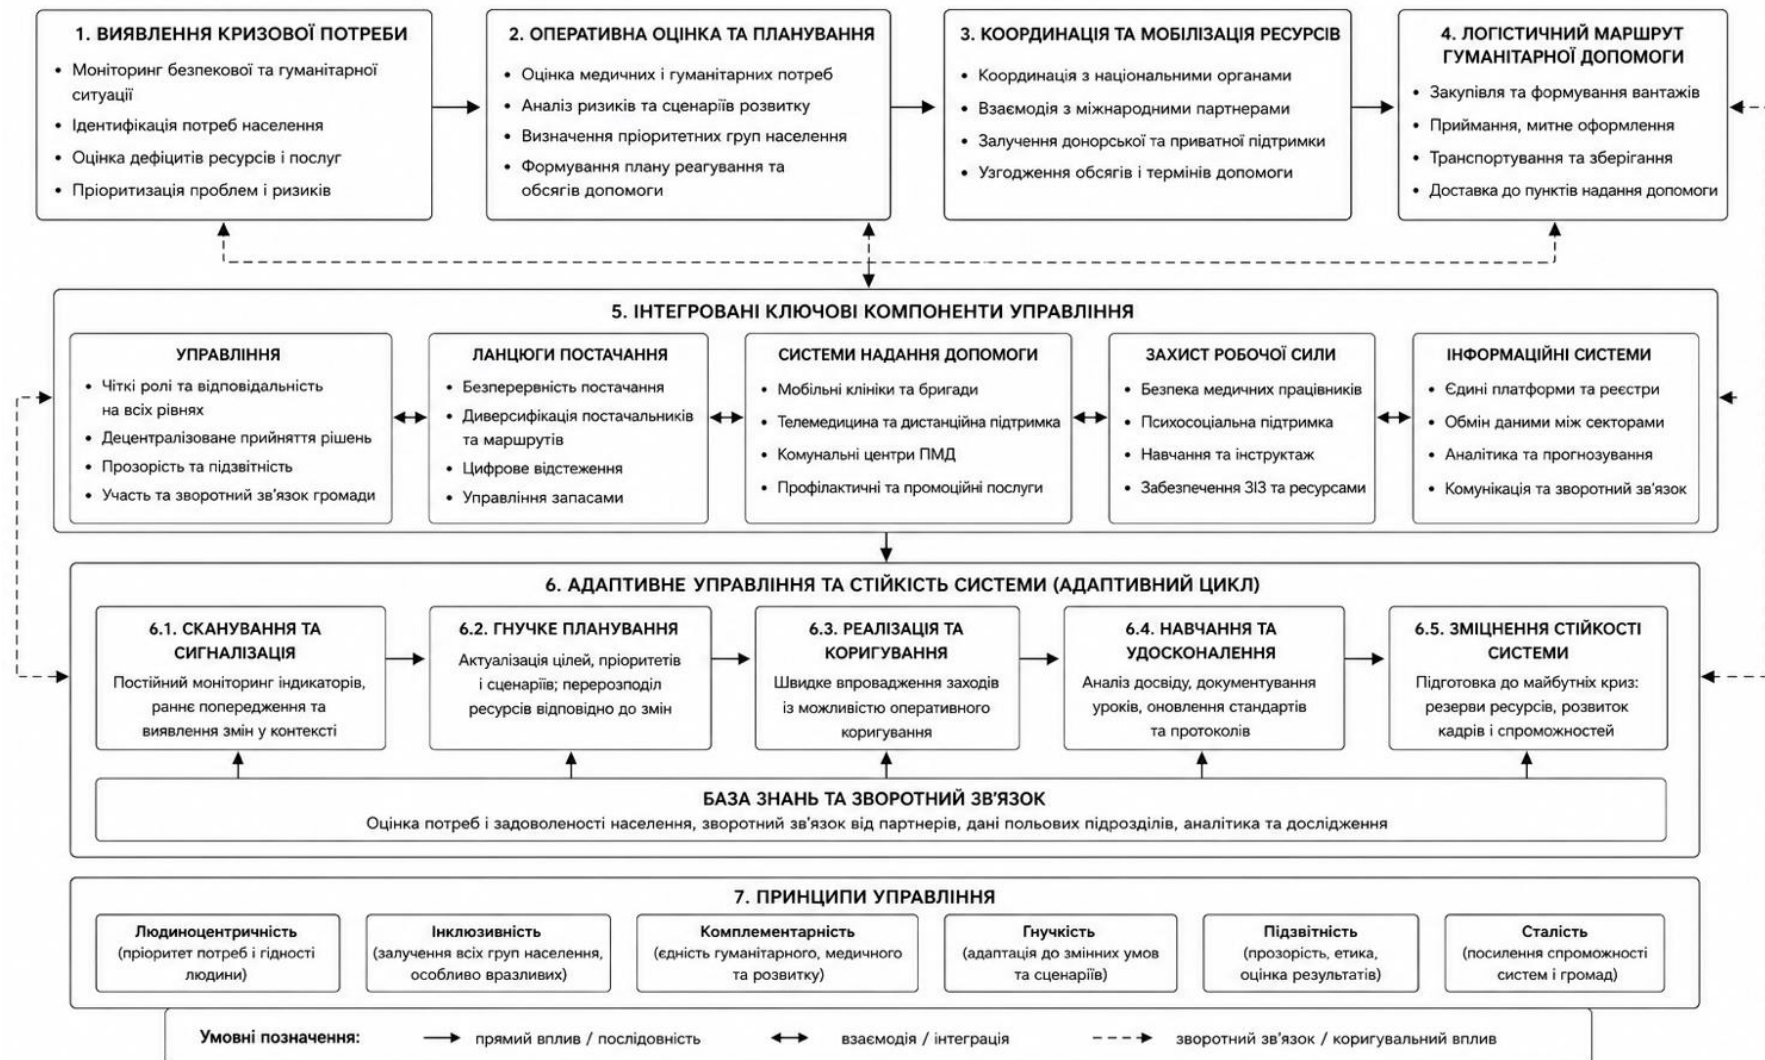 1. ВИЯВЛЕННЯ КРИЗОВОЇ ПОТРЕБИ
• Моніторинг безпекової та гуманітарної
ситуації
• Ідентифікація потреб населення
• Оцінка дефіцитів ресурсів і послуг
• Пріоритизація проблем і ризиків
2. ОПЕРАТИВНА ОЦІНКА ТА ПЛАНУВАННЯ
• Оцінка медичних і гуманітарних потреб
• Аналіз ризиків та сценаріїв розвитку
• Визначення пріоритетних груп населення
• Формування плану реагування та
обсягів допомоги
3. КООРДИНАЦІЯ ТА МОБІЛІЗАЦІЯ РЕСУРСІВ
• Координація з національними органами
• Взаємодія з міжнародними партнерами
• Залучення донорської та приватної підтримки
• Узгодження обсягів і термінів допомоги
4. ЛОГІСТИЧНИЙ МАРШРУТ
ГУМАНІТАРНОЇ ДОПОМОГИ
• Закупівля та формування вантажів
• Приймання, митне оформлення
• Транспортування та зберігання
• Доставка до пунктів надання допомоги
5. ІНТЕГРОВАНІ КЛЮЧОВІ КОМПОНЕНТИ УПРАВЛІННЯ
УПРАВЛІННЯ
• Чіткі ролі та відповідальність
на всіх рівнях
• Децентралізоване прийняття рішень
• Прозорість та підзвітність
• Участь та зворотний зв'язок громади
ЛАНЦЮГИ ПОСТАЧАННЯ
• Безперервність постачання
• Диверсифікація постачальників
та маршрутів
• Цифрове відстеження
• Управління запасами
СИСТЕМИ НАДАННЯ ДОПОМОГИ
• Мобільні клініки та бригади
• Телемедицина та дистанційна підтримка
• Комунальні центри ПМД
• Профілактичні та промоційні послуги
ЗАХИСТ РОБОЧОЇ СИЛИ
• Безпека медичних працівників
• Психосоціальна підтримка
• Навчання та інструктаж
• Забезпечення ЗІЗ та ресурсами
ІНФОРМАЦІЙНІ СИСТЕМИ
• Єдині платформи та реєстри
• Обмін даними між секторами
• Аналітика та прогнозування
• Комунікація та зворотний зв'язок
6. АДАПТИВНЕ УПРАВЛІННЯ ТА СТІЙКІСТЬ СИСТЕМИ (АДАПТИВНИЙ ЦИКЛ)
6.1. СКАНУВАННЯ ТА
СИГНАЛІЗАЦІЯ
Постійний моніторинг індикаторів,
раннє попередження та
виявлення змін у контексті
6.2. ГНУЧКЕ ПЛАНУВАННЯ
Актуалізація цілей, пріоритетів
і сценаріїв; перерозподіл
ресурсів відповідно до змін
6.3. РЕАЛІЗАЦІЯ ТА
КОРИГУВАННЯ
Швидке впровадження заходів
із можливістю оперативного
коригування
6.4. НАВЧАННЯ ТА
УДОСКОНАЛЕННЯ
Аналіз досвіду, документування
уроків, оновлення стандартів
та протоколів
6.5. ЗМІЦНЕННЯ СТІЙКОСТІ
СИСТЕМИ
Підготовка до майбутніх криз:
резерви ресурсів, розвиток
кадрів і спроможностей
БАЗА ЗНАНЬ ТА ЗВОРОТНИЙ ЗВ'ЯЗОК
Оцінка потреб і задоволеності населення, зворотний зв'язок від партнерів, дані польових підрозділів, аналітика та дослідження
7. ПРИНЦИПИ УПРАВЛІННЯ
Людиноцентричність
(пріоритет потреб і гідності
людини)
Інклюзивність
(залучення всіх груп населення,
особливо вразливих)
Комплементарність
(єдність гуманітарного, медичного
та розвитку)
Гнучкість
(адаптація до змінних умов
та сценаріїв)
Підзвітність
(прозорість, етика,
оцінка результатів)
Сталість
(посилення спроможності
систем і громад)
Умовні позначення: прямий вплив / послідовність взаємодія / інтеграція зворотний зв'язок / коригувальний вплив